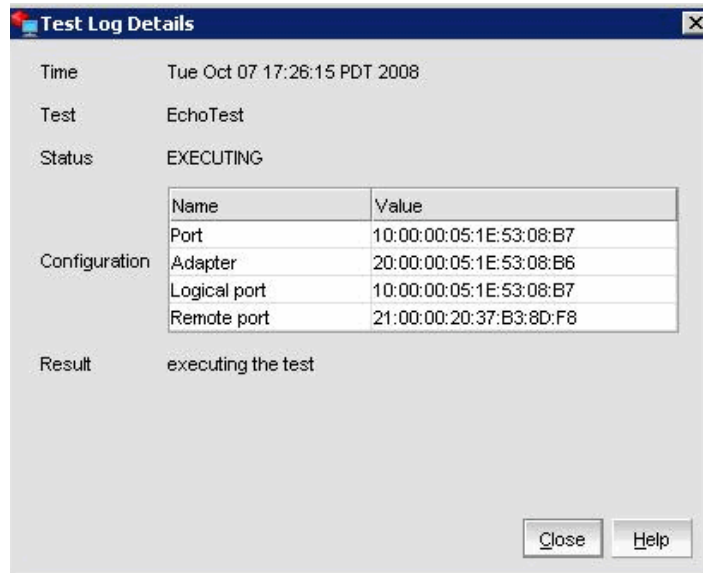 Test Log Details
Time Tue Oct 07 17:26:15 PDT 2008
Test EchoTest
Status EXECUTING
Name Value
Port 10:00:00:05:1E:53:08:B7
Configuration Adapter 20:00:00:05:1E:53:08:B6
Logical port 10:00:00:05:1E:53:08:B7
Remote port 21:00:00:20:37:B3:8D:F8
Result executing the test
Close Help